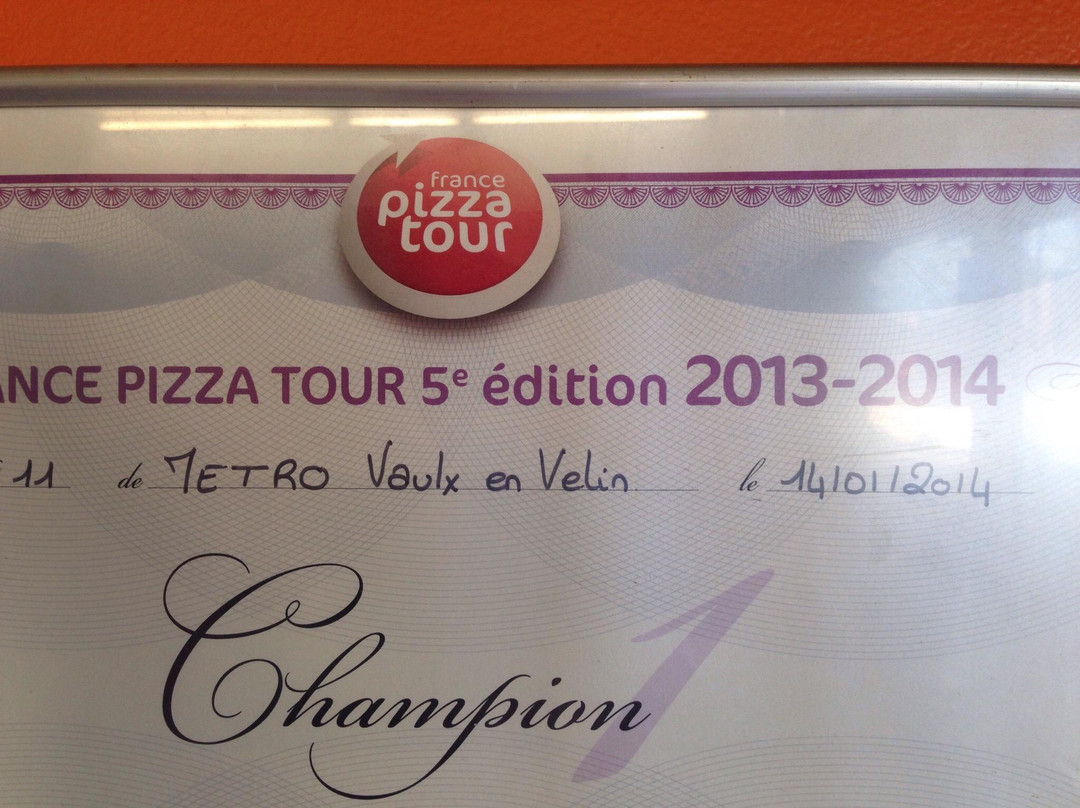 france
pizza
tour
ANCE PIZZA TOUR 5e édition 2013-2014
11 de METRO Vaulx en Velin le 14/01/2014
1
Champion